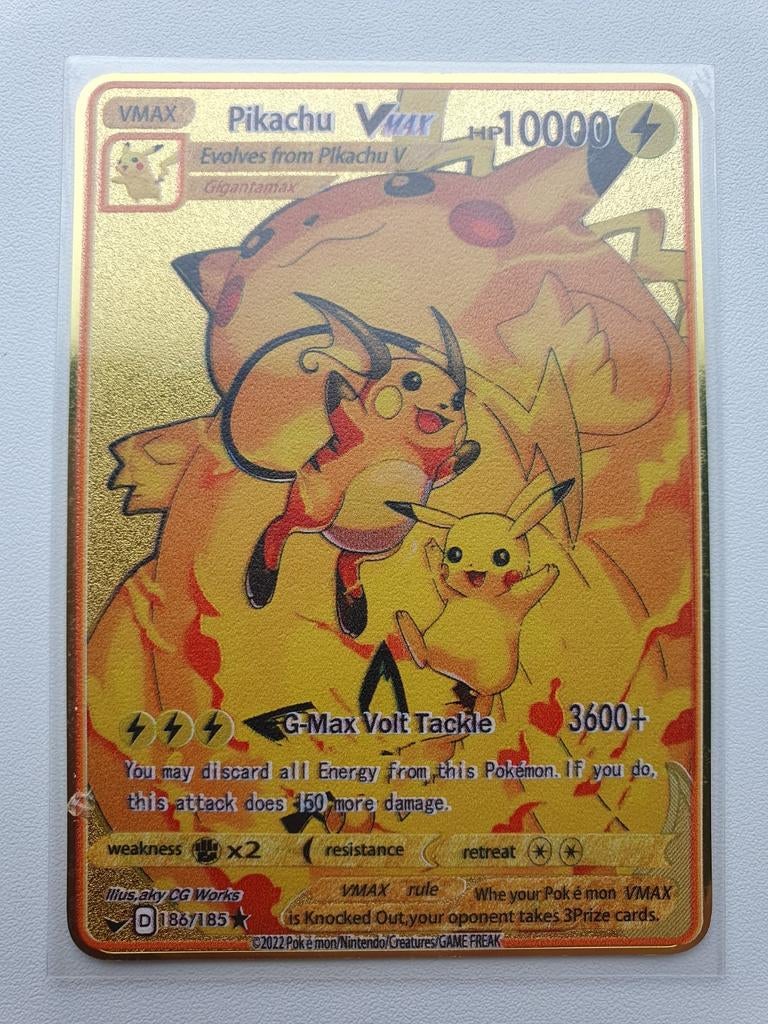 VMAX Pikachu VMAX HP10000
Evolves from PIkachu V
Gigantamax
G-Max Volt Tackle 3600+
You may discard all Energy from this Pokémon. If you do,
this attack does 150 more damage.
weakness x2 resistance retreat
Illus,aky CG Works VMAX rule Whe your Pok é mon VMAX
D 186/185 is Knocked Out,your oponent takes 3Prize cards.
©2022 Pok é mon/Nintendo/Creatures/GAME FREAK